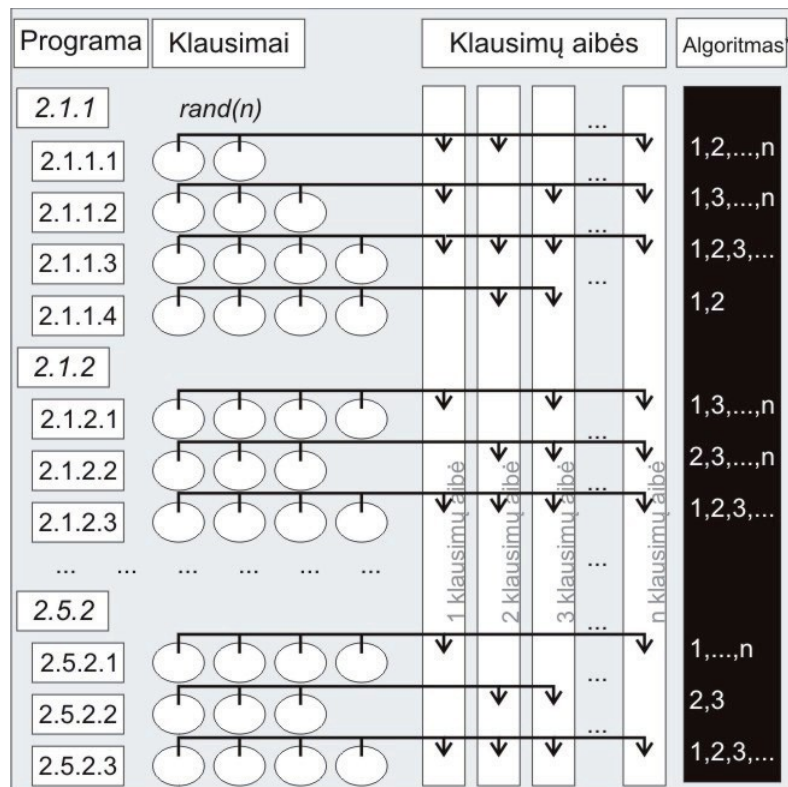 Programa Klausimai Klausimų aibės Algoritmas*
2.1.1 rand(n)
...
2.1.1.1 1,2,...,n
...
2.1.1.2 1,3,...,n
...
2.1.1.3 1,2,3,...
...
2.1.1.4 1,2
2.1.2
2.1.2.1 1,3,...,n
...
2.1.2.2 2,3,...,n
...
2.1.2.3 1,2,3,...
... ... ... ... ... ... ...
1 klausimų aibė
2 klausimų aibė
3 klausimų aibė
n klausimų aibė
2.5.2
...
2.5.2.1 1,...,n
...
2.5.2.2 2,3
...
2.5.2.3 1,2,3,...